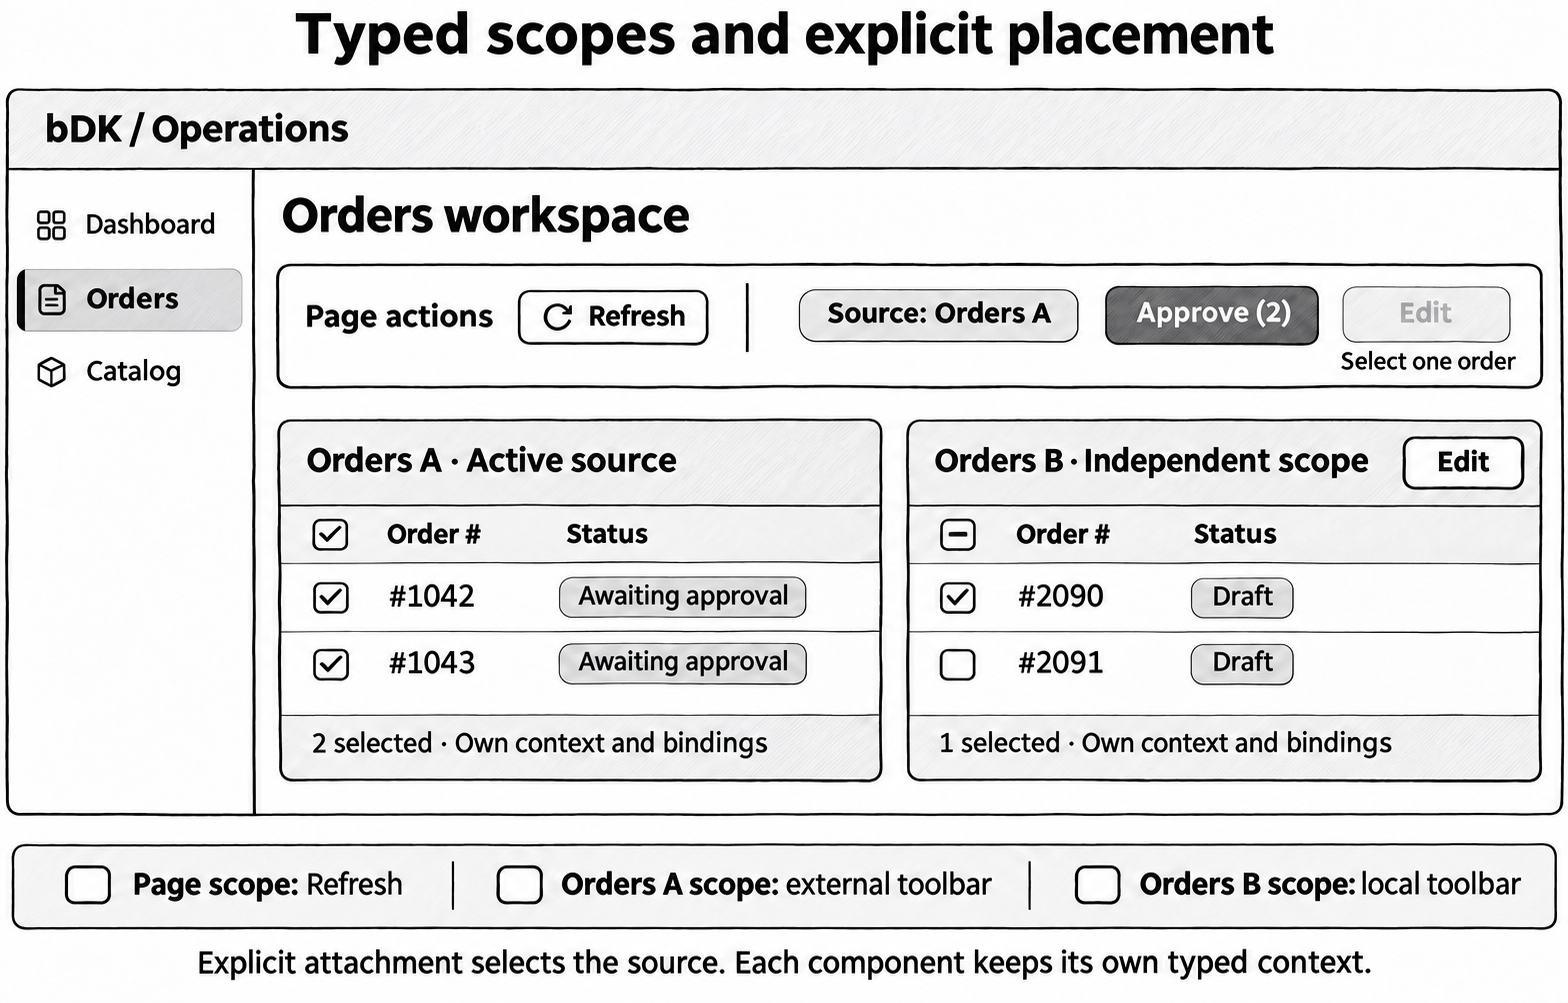 Typed scopes and explicit placement
bDK / Operations
Dashboard
Orders
Catalog
Orders workspace
Page actions
Refresh
Source: Orders A
Approve (2)
Edit
Select one order
Orders A · Active source
Order # Status
#1042 Awaiting approval
#1043 Awaiting approval
2 selected · Own context and bindings
Orders B · Independent scope
Edit
Order # Status
#2090 Draft
#2091 Draft
1 selected · Own context and bindings
Page scope: Refresh
Orders A scope: external toolbar
Orders B scope: local toolbar
Explicit attachment selects the source. Each component keeps its own typed context.